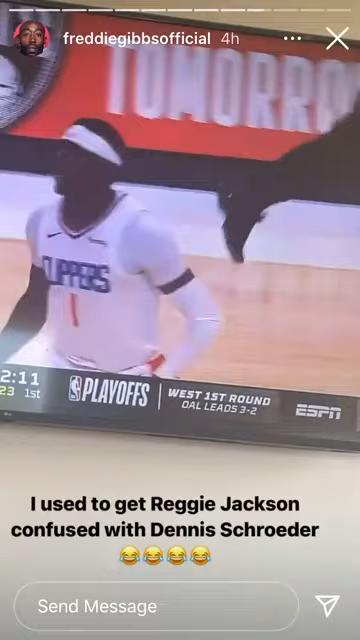 freddiegibbsofficial 4h
TOMORR
CLIPPERS
1
2:11
23 1st
NBA PLAYOFFS
WEST 1ST ROUND
DAL LEADS 3-2
ESPN
I used to get Reggie Jackson
confused with Dennis Schroeder
😂😂😂😂
Send Message